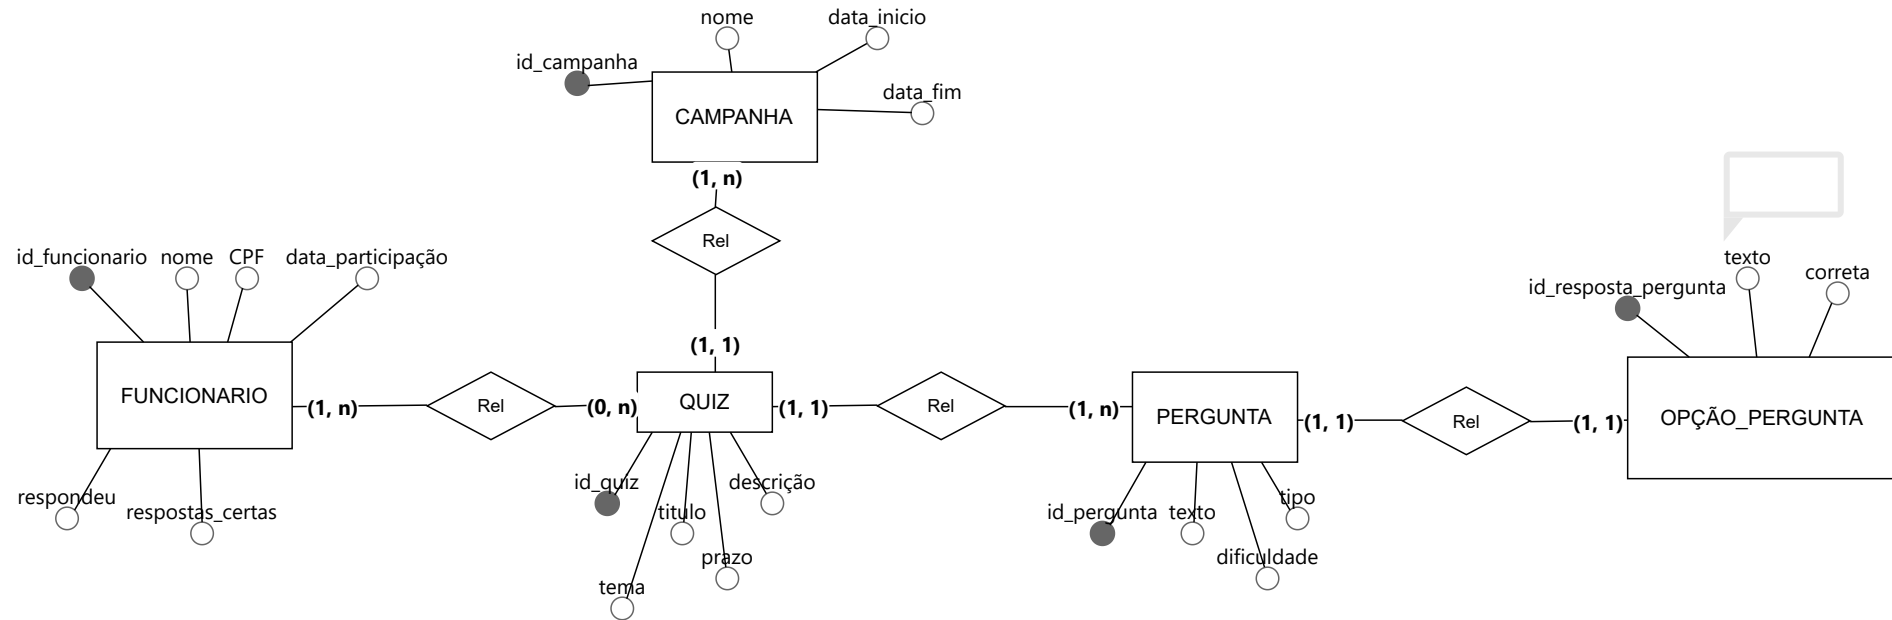 nome
data_inicio
id_campanha
data_fim
CAMPANHA
(1, n)
Rel
(1, 1)
id_funcionario
nome
CPF
data_participação
FUNCIONARIO
(1, n)
Rel
(0, n)
QUIZ
(1, 1)
Rel
(1, n)
PERGUNTA
(1, 1)
Rel
(1, 1)
OPÇÃO_PERGUNTA
texto
correta
id_resposta_pergunta
respondeu
respostas_certas
id_quiz
descrição
titulo
prazo
tema
id_pergunta
texto
tipo
dificuldade